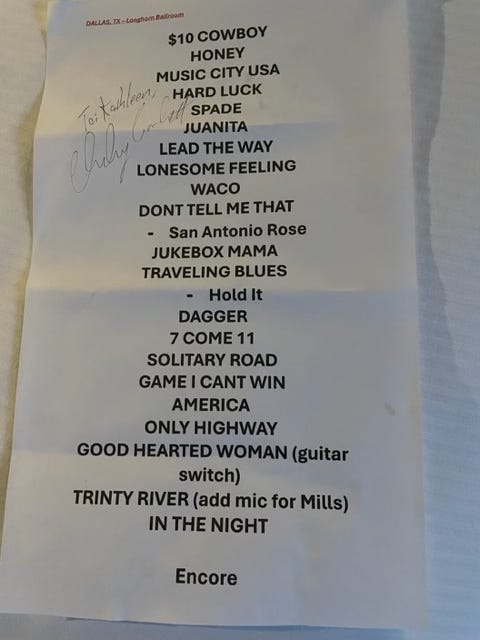 DALLAS, TX – Longhorn Ballroom
$10 COWBOY
HONEY
MUSIC CITY USA
HARD LUCK
To: Kathleen,
SPADE
JUANITA
LEAD THE WAY
LONESOME FEELING
WACO
DONT TELL ME THAT
- San Antonio Rose
JUKEBOX MAMA
TRAVELING BLUES
- Hold It
DAGGER
7 COME 11
SOLITARY ROAD
GAME I CANT WIN
AMERICA
ONLY HIGHWAY
GOOD HEARTED WOMAN (guitar
switch)
TRINTY RIVER (add mic for Mills)
IN THE NIGHT
Encore